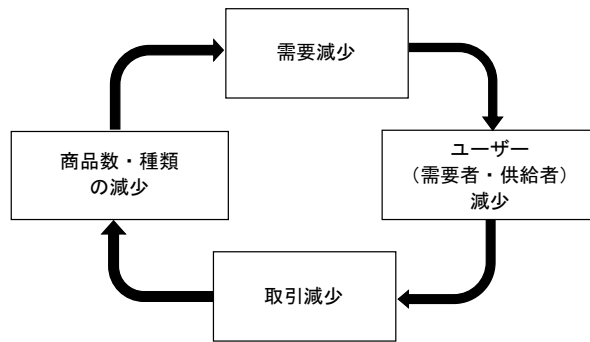 需要減少
ユーザー
（需要者・供給者）
減少
取引減少
商品数・種類
の減少